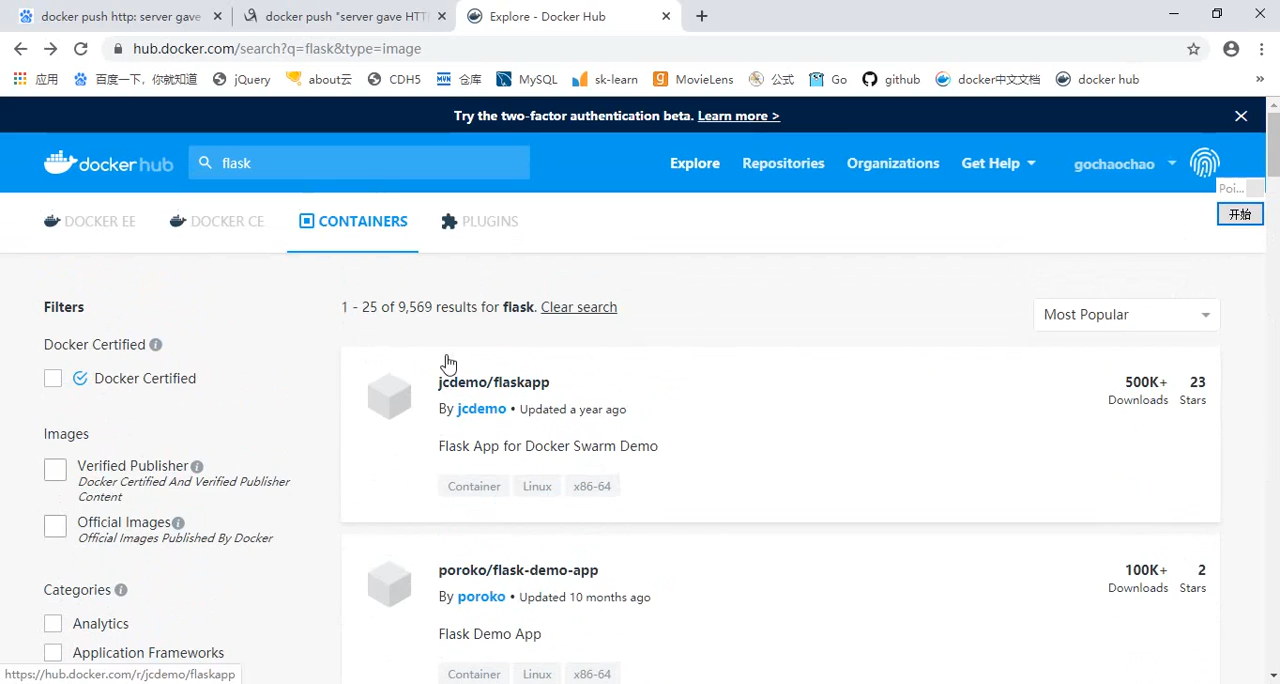 docker push http: server gave
docker push "server gave HTT
Explore - Docker Hub
hub.docker.com/search?q=flask&type=image
应用
百度一下，你就知道
jQuery
about云
CDH5
仓库
MySQL
sk-learn
MovieLens
公式
Go
github
docker中文文档
docker hub
»
Try the two-factor authentication beta. Learn more >
dockerhub
flask
Explore
Repositories
Organizations
Get Help
gochaochao
Poi...
开始
DOCKER EE
DOCKER CE
CONTAINERS
PLUGINS
Filters
1 - 25 of 9,569 results for flask. Clear search
Most Popular
Docker Certified
Docker Certified
Images
Verified Publisher
Docker Certified And Verified Publisher
Content
Official Images
Official Images Published By Docker
Categories
Analytics
Application Frameworks
jcdemo/flaskapp
By jcdemo • Updated a year ago
Flask App for Docker Swarm Demo
Container
Linux
x86-64
500K+
Downloads
23
Stars
poroko/flask-demo-app
By poroko • Updated 10 months ago
Flask Demo App
Container
Linux
x86-64
100K+
Downloads
2
Stars
https://hub.docker.com/r/jcdemo/flaskapp